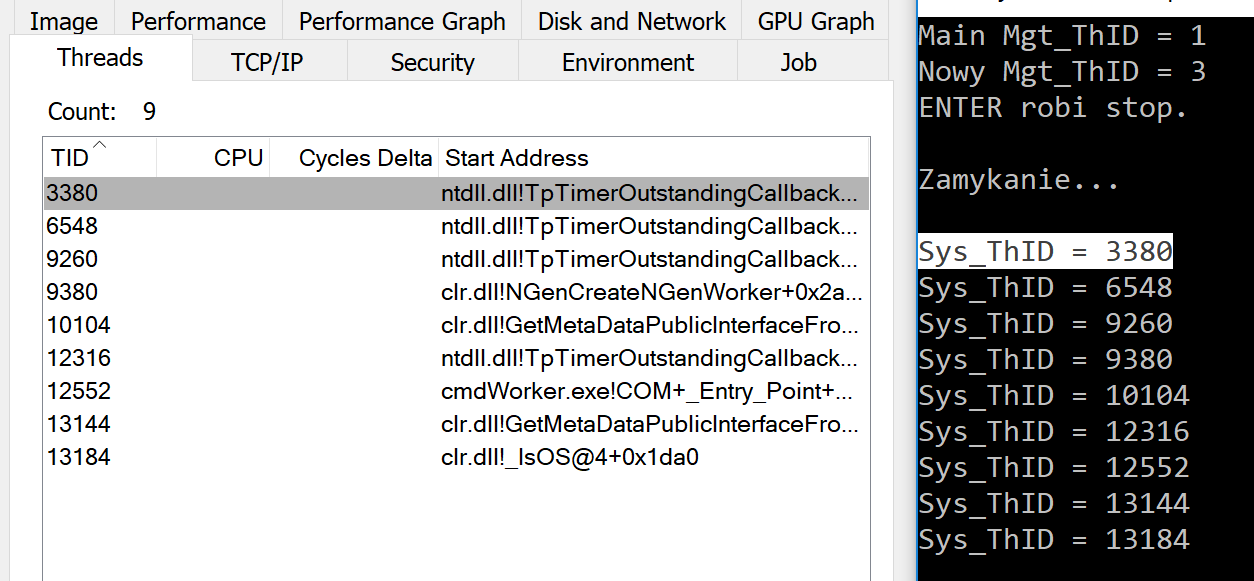 Image Performance Performance Graph Disk and Network GPU Graph
Threads TCP/IP Security Environment Job
Count: 9
TID CPU Cycles Delta Start Address
3380 ntdll.dll!TpTimerOutstandingCallback...
6548 ntdll.dll!TpTimerOutstandingCallback...
9260 ntdll.dll!TpTimerOutstandingCallback...
9380 clr.dll!NGenCreateNGenWorker+0x2a...
10104 clr.dll!GetMetaDataPublicInterfaceFro...
12316 ntdll.dll!TpTimerOutstandingCallback...
12552 cmdWorker.exe!COM+_Entry_Point+...
13144 clr.dll!GetMetaDataPublicInterfaceFro...
13184 clr.dll!_IsOS@4+0x1da0
Main Mgt_ThID = 1
Nowy Mgt_ThID = 3
ENTER robi stop.
Zamykanie...
Sys_ThID = 3380
Sys_ThID = 6548
Sys_ThID = 9260
Sys_ThID = 9380
Sys_ThID = 10104
Sys_ThID = 12316
Sys_ThID = 12552
Sys_ThID = 13144
Sys_ThID = 13184